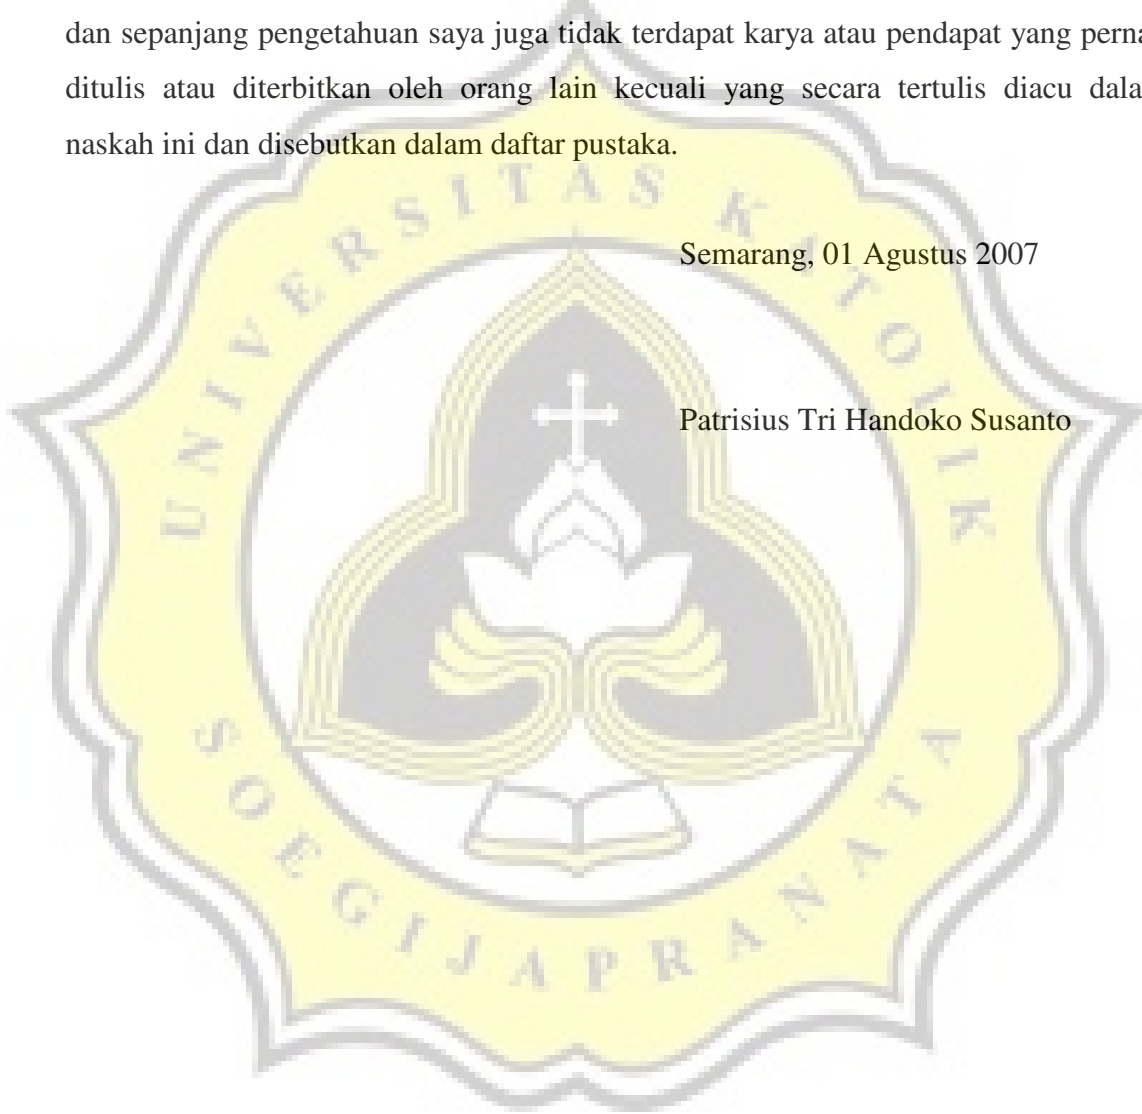 dan sepanjang pengetahuan saya juga tidak terdapat karya atau pendapat yang perna
ditulis atau diterbitkan oleh orang lain kecuali yang secara tertulis diacu dala
naskah ini dan disebutkan dalam daftar pustaka.
Semarang, 01 Agustus 2007
Patrisius Tri Handoko Susanto
UNIVERSITAS KATOLIK
SOEGIJAPRANATA